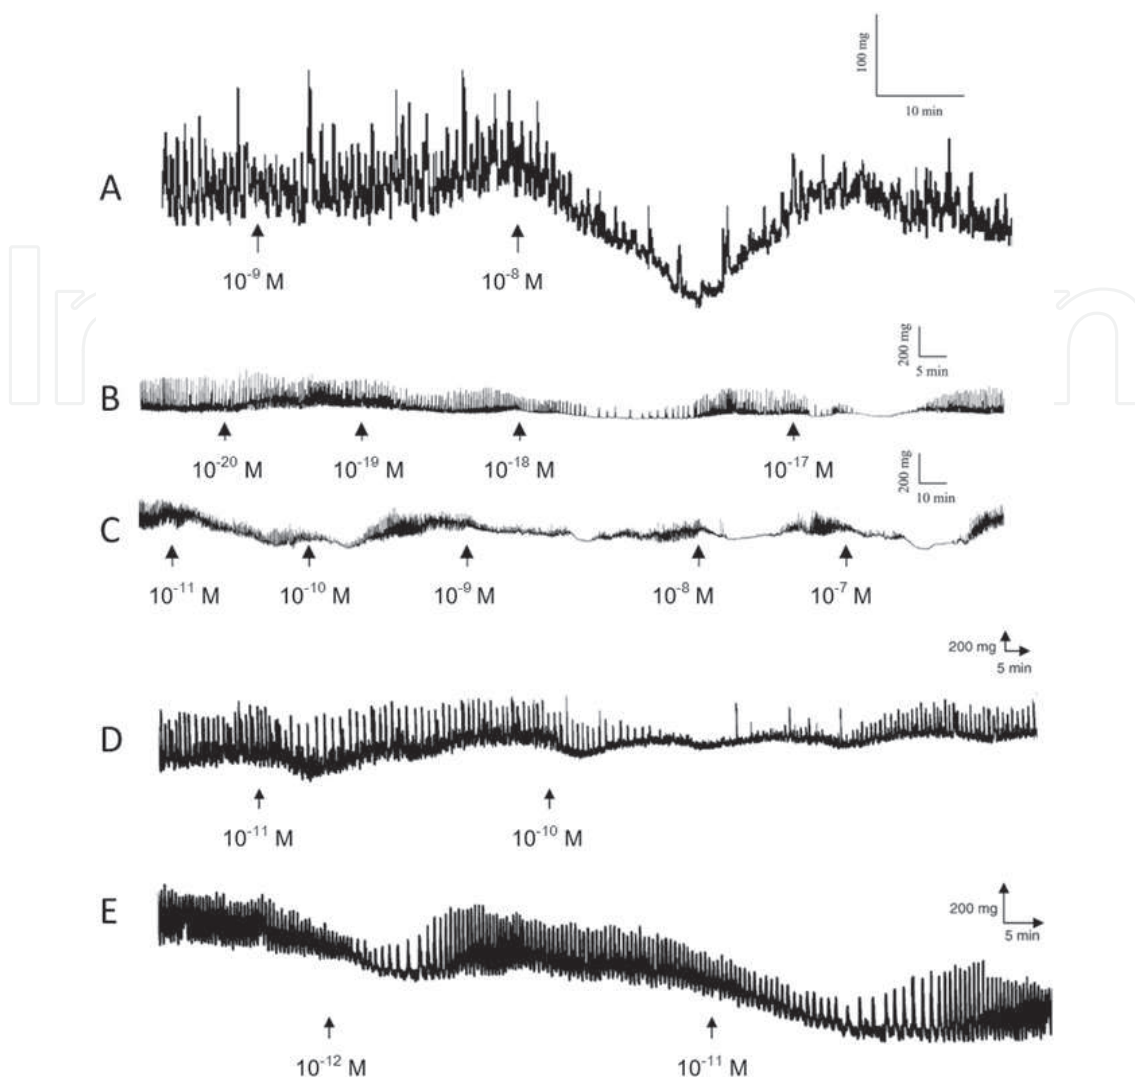 100 mg
10 min
A
10⁻⁹ M 10⁻⁸ M
200 mg
5 min
B
10⁻²⁰ M 10⁻¹⁹ M 10⁻¹⁸ M 10⁻¹⁷ M
200 mg
10 min
C
10⁻¹¹ M 10⁻¹⁰ M 10⁻⁹ M 10⁻⁸ M 10⁻⁷ M
200 mg
5 min
D
10⁻¹¹ M 10⁻¹⁰ M
E
200 mg
5 min
10⁻¹² M 10⁻¹¹ M